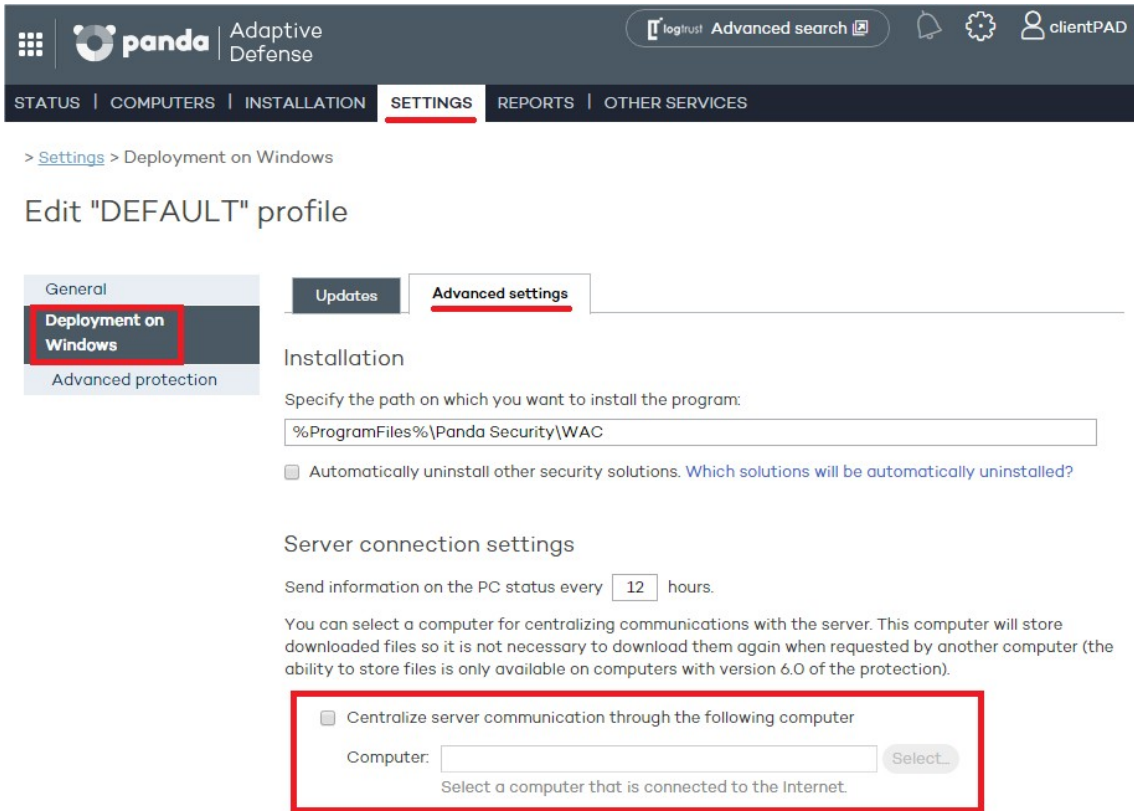 panda Adaptive Defense
logtrust Advanced search
clientPAD
STATUS | COMPUTERS | INSTALLATION SETTINGS REPORTS | OTHER SERVICES
> Settings > Deployment on Windows
Edit "DEFAULT" profile
General
Deployment on
Windows
Advanced protection
Updates
Advanced settings
Installation
Specify the path on which you want to install the program:
%ProgramFiles%\Panda Security\WAC
Automatically uninstall other security solutions. Which solutions will be automatically uninstalled?
Server connection settings
Send information on the PC status every 12 hours.
You can select a computer for centralizing communications with the server. This computer will store
downloaded files so it is not necessary to download them again when requested by another computer (the
ability to store files is only available on computers with version 6.0 of the protection).
Centralize server communication through the following computer
Computer: Select...
Select a computer that is connected to the Internet.